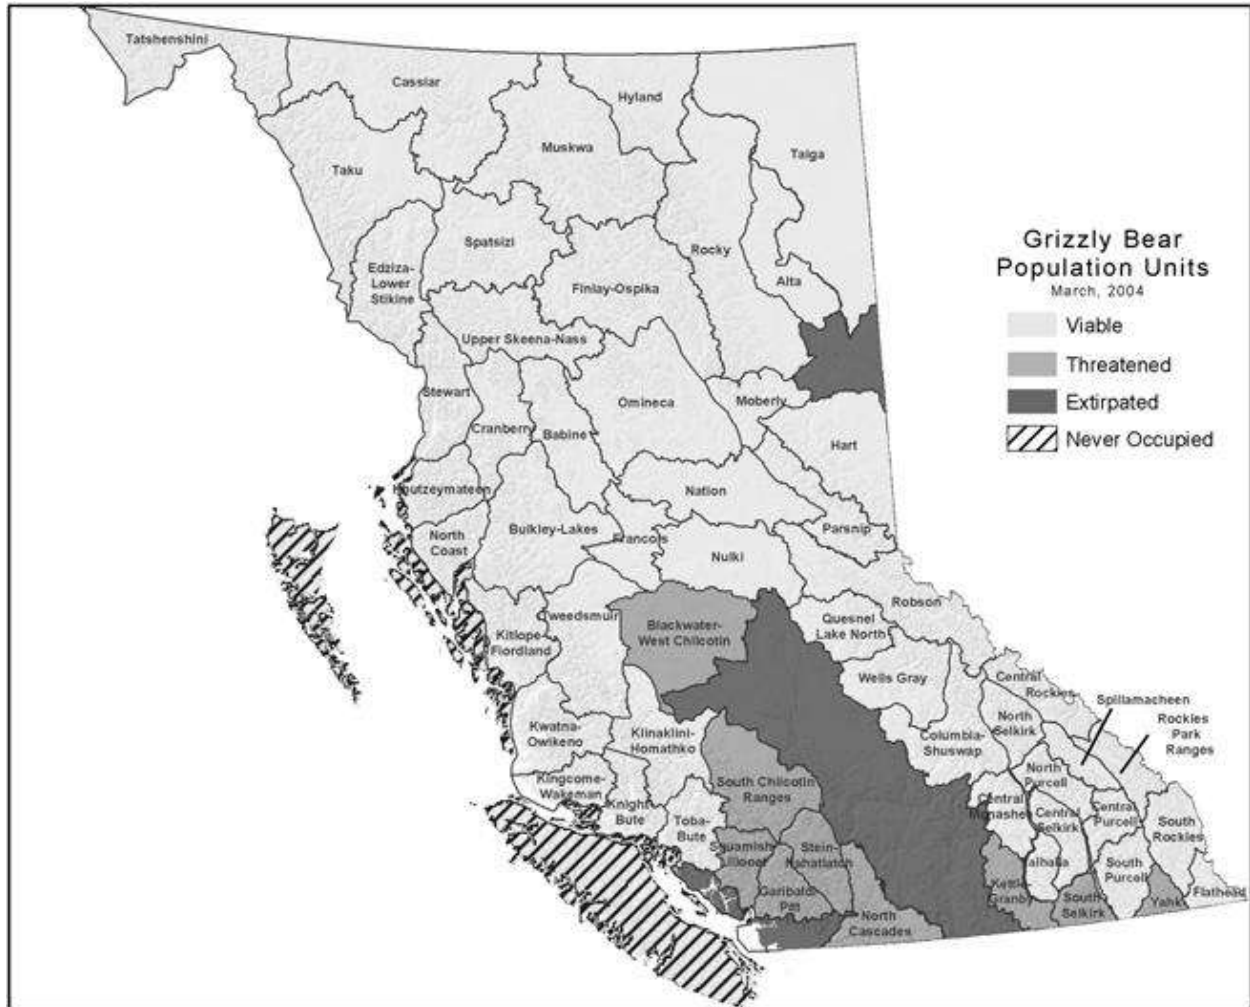 Tatshenshini
Cassiar
Hyland
Taiga
Muskwa
Taku
Spatsizi
Rocky
Edziza-
Lower
Stikine
Finlay-Ospika
Alta
Upper Skeena-Nass
Stewart
Omineca
Moberly
Cranberry
Babine
Hart
Khutzeymateen
Nation
Bulkley-Lakes
Parsnip
North
Coast
Francois
Nulki
Robson
Tweedsmuir
Blackwater-
West Chilcotin
Quesnel
Lake North
Kitlope-
Fiordland
Wells Gray
Central
Rockies
Spillamacheen
Rockies
Park
Ranges
North
Selkirk
Kwatna-
Owikeno
Klinaklini-
Homathko
Columbia-
Shuswap
North
Purcell
Kingcome-
Wakeman
South Chilcotin
Ranges
Knight-
Bute
Toba-
Bute
Central
Monashee
Central
Selkirk
Central
Purcell
South
Rockies
Squamish-
Lillooet
Stein-
Nahatlatch
Valhalla
South
Purcell
Garibaldi-
Pitt
Kettle-
Granby
South
Selkirk
Yahk
Flathead
North
Cascades
Grizzly Bear
Population Units
March, 2004
Viable
Threatened
Extirpated
Never Occupied